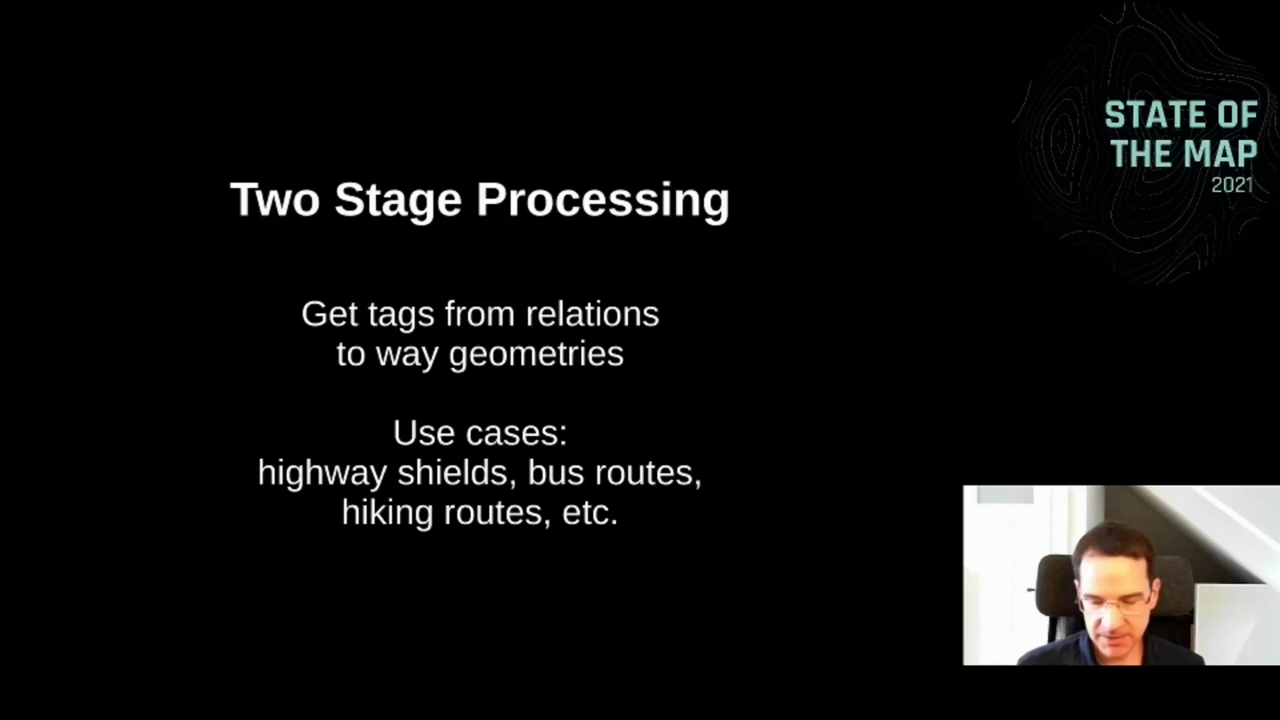 STATE OF
THE MAP
2021
Two Stage Processing
Get tags from relations
to way geometries
Use cases:
highway shields, bus routes,
hiking routes, etc.